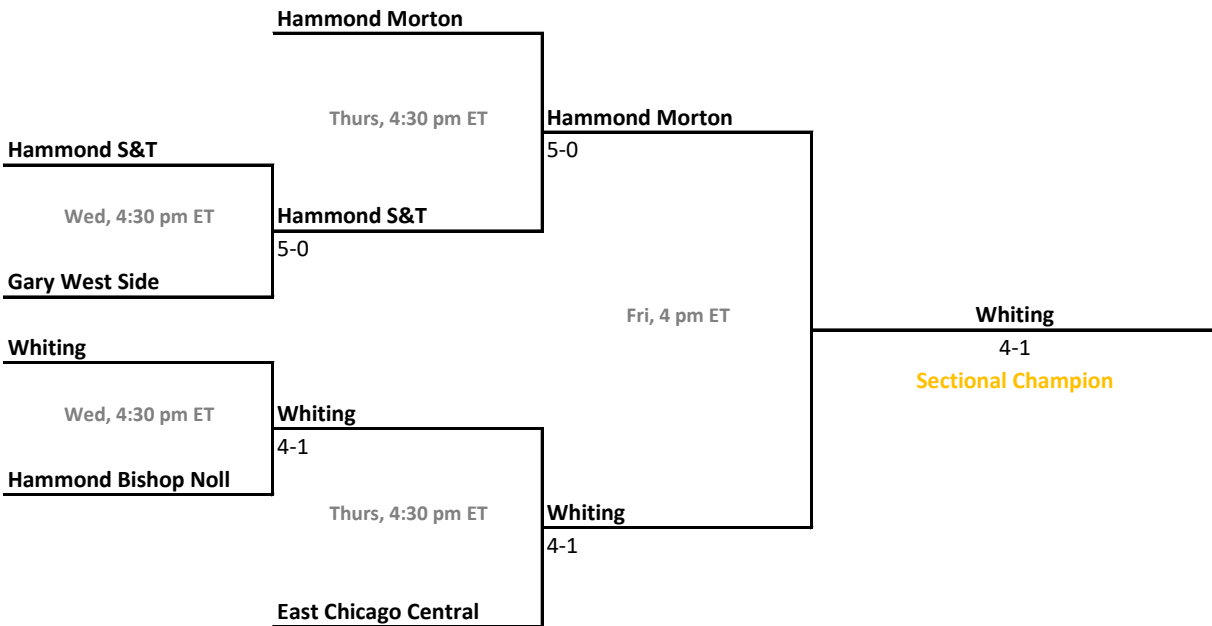 Hammond Morton
Thurs, 4:30 pm ET
Hammond Morton
5-0
Hammond S&T
Wed, 4:30 pm ET
Hammond S&T
5-0
Gary West Side
Fri, 4 pm ET
Whiting
4-1
Sectional Champion
Whiting
Wed, 4:30 pm ET
Whiting
4-1
Hammond Bishop Noll
Thurs, 4:30 pm ET
Whiting
4-1
East Chicago Central